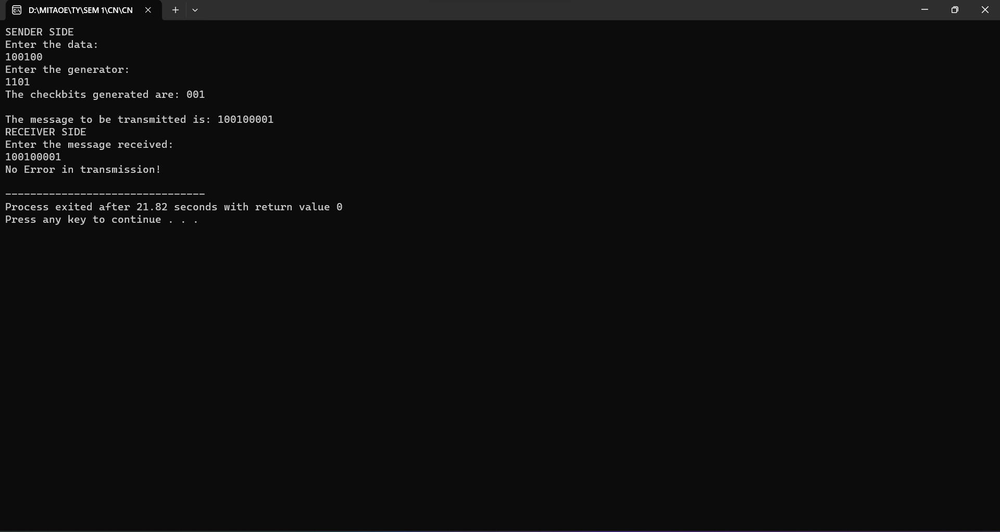 D:\MITAOE\TY\SEM 1\CN\CN
SENDER SIDE
Enter the data:
100100
Enter the generator:
1101
The checkbits generated are: 001
The message to be transmitted is: 100100001
RECEIVER SIDE
Enter the message received:
100100001
No Error in transmission!
--------------------------------
Process exited after 21.82 seconds with return value 0
Press any key to continue . . .